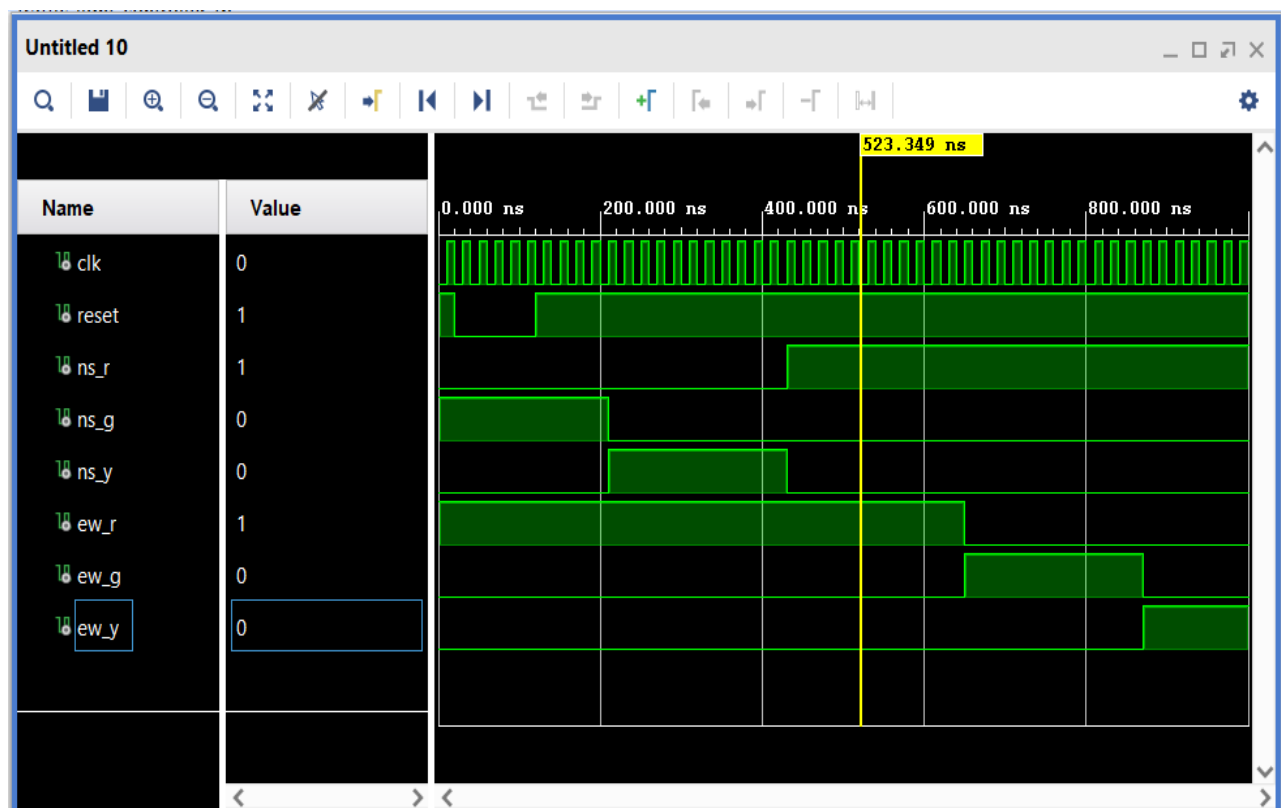 Untitled 10
523.349 ns
Name Value
0.000 ns 200.000 ns 400.000 ns 600.000 ns 800.000 ns
clk 0
reset 1
ns_r 1
ns_g 0
ns_y 0
ew_r 1
ew_g 0
ew_y 0